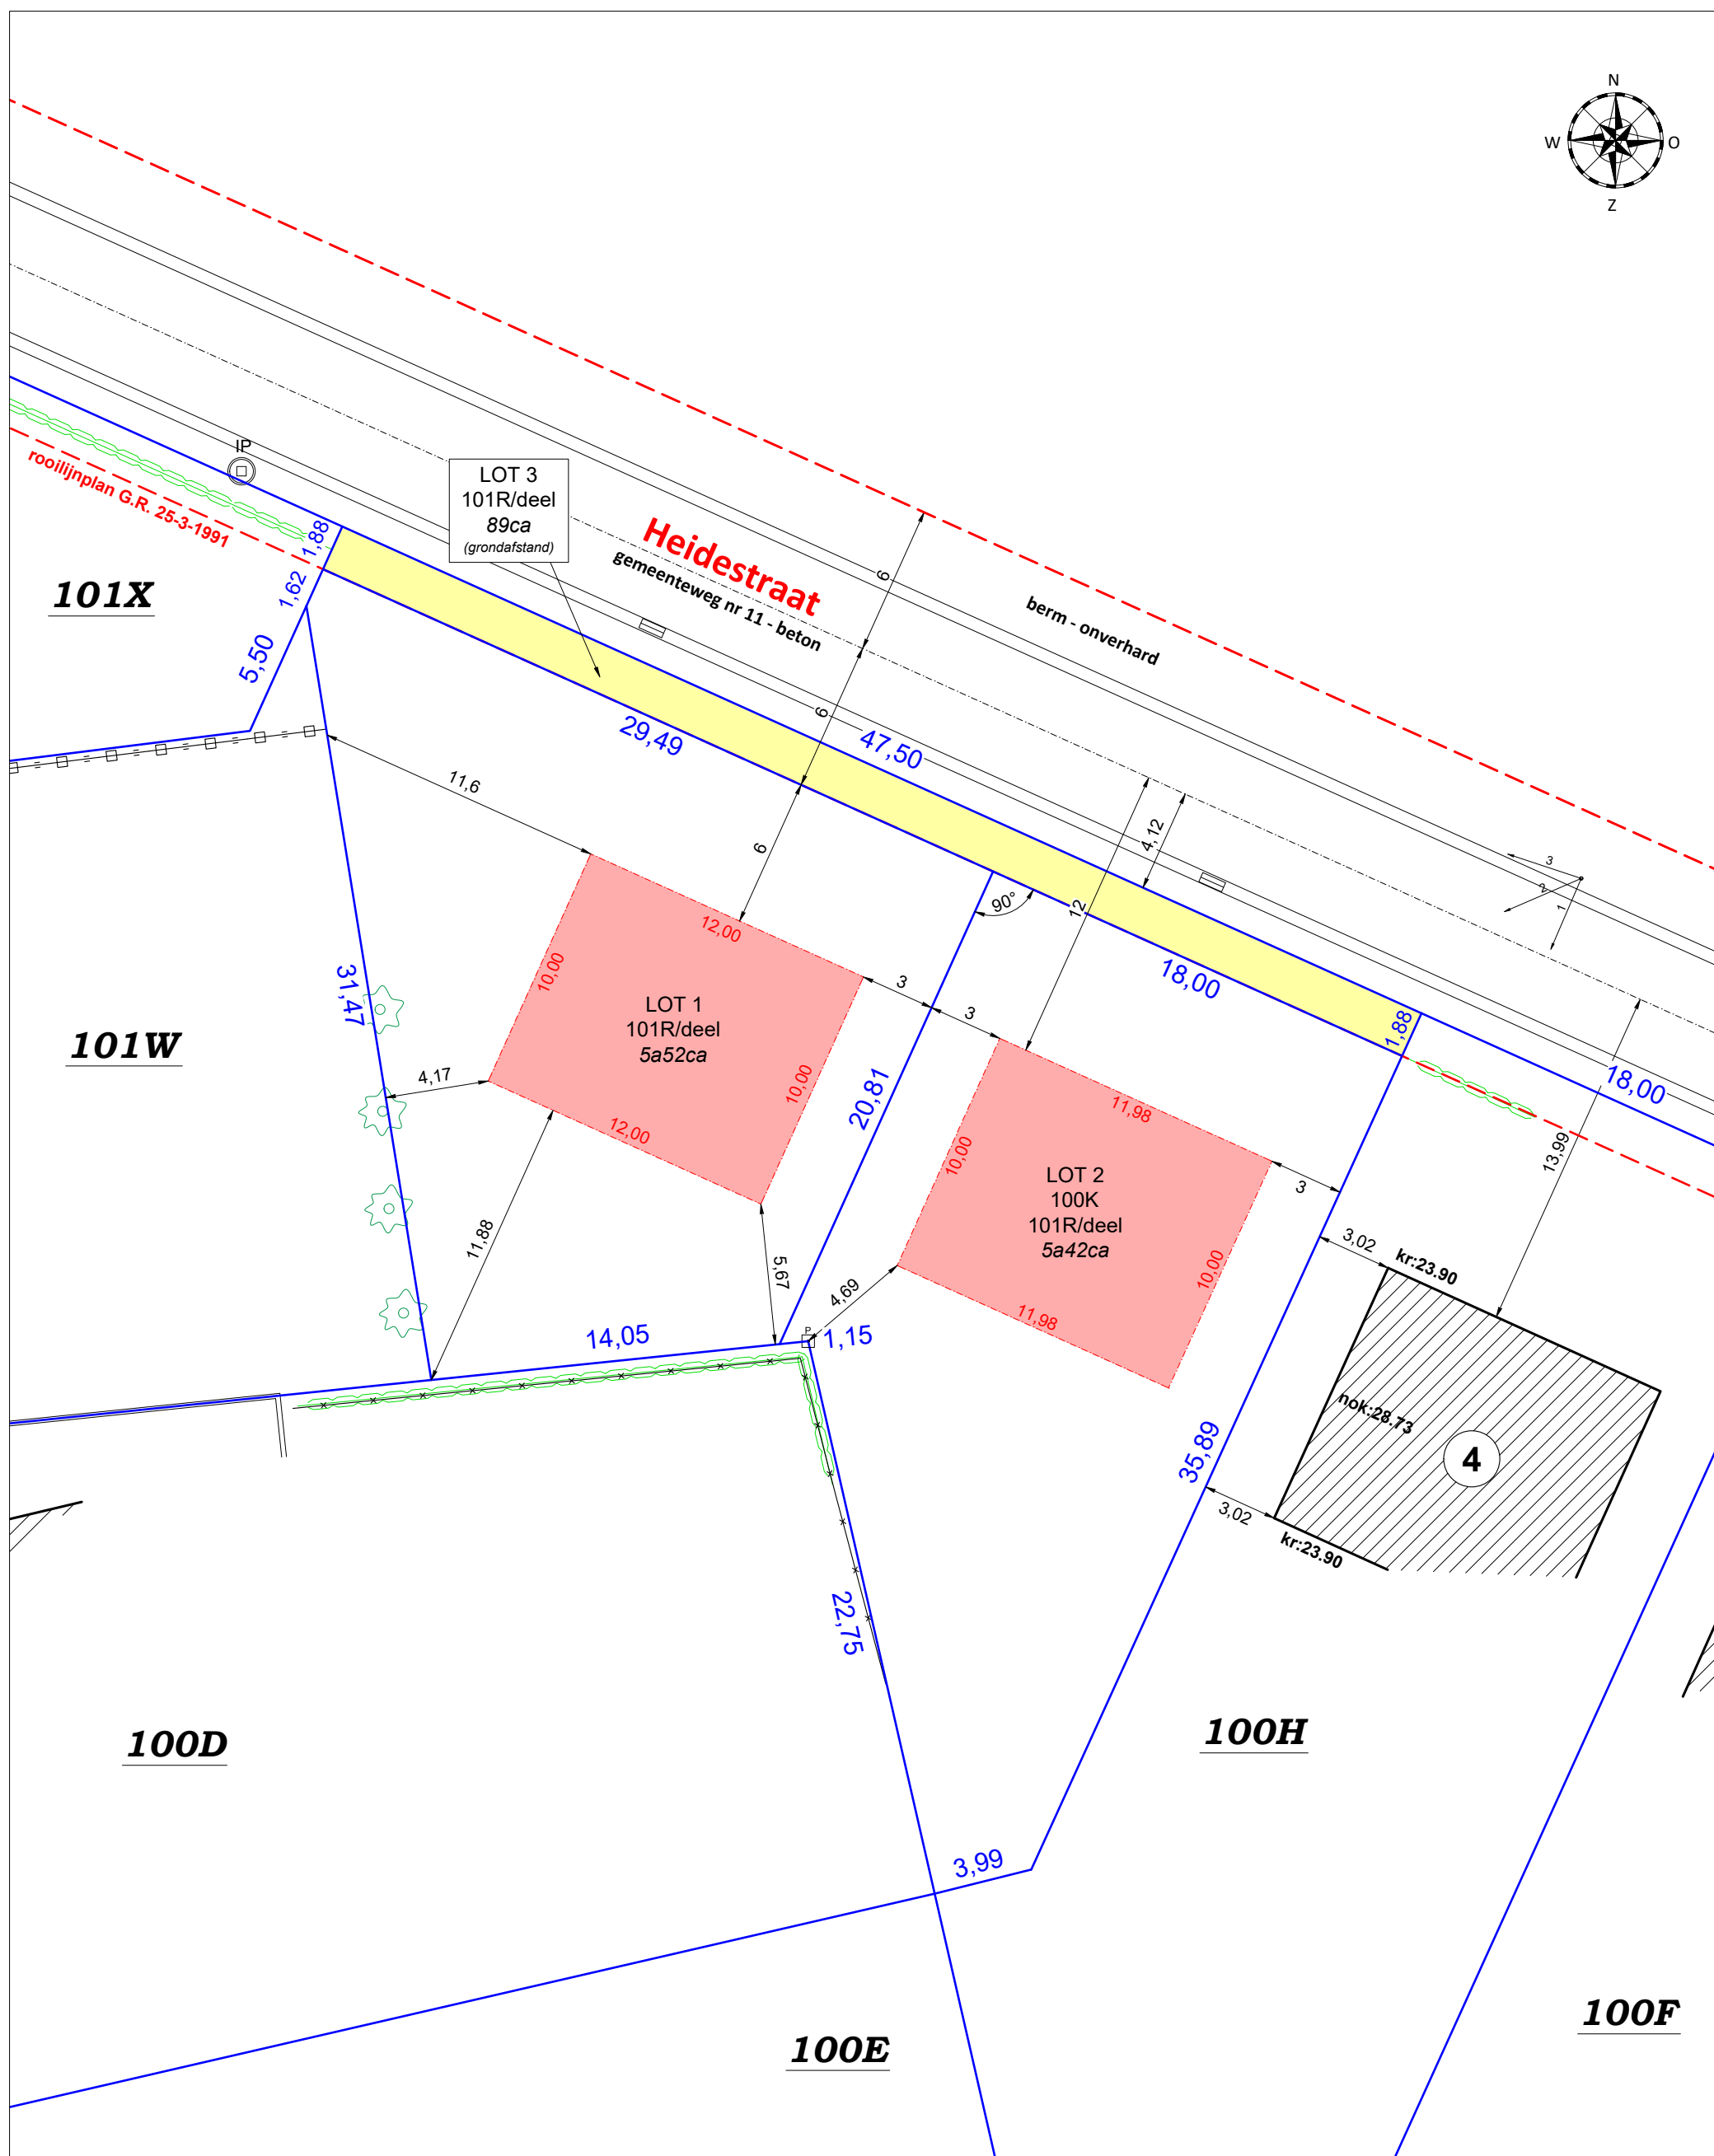 N
W
O
Z
IP
rooilijnplan G.R. 25-3-1991
LOT 3
101R/deel
89ca
(grondafstand)
Heidestraat
gemeenteweg nr 11 - beton
berm - onverhard
6
6
6
1,88
1,62
5,50
101X
29,49
47,50
11,6
12
4,12
90°
3
2
1
12,00
10,00
LOT 1
101R/deel
5a52ca
10,00
12,00
3
3
18,00
1,88
18,00
31,47
101W
4,17
20,81
11,98
10,00
LOT 2
100K
101R/deel
5a42ca
10,00
11,98
3
13,99
11,88
5,67
4,69
3,02
kr:23.90
14,05
P
1,15
nok:28.73
4
35,89
3,02
kr:23.90
22,75
100D
100H
3,99
100E
100F